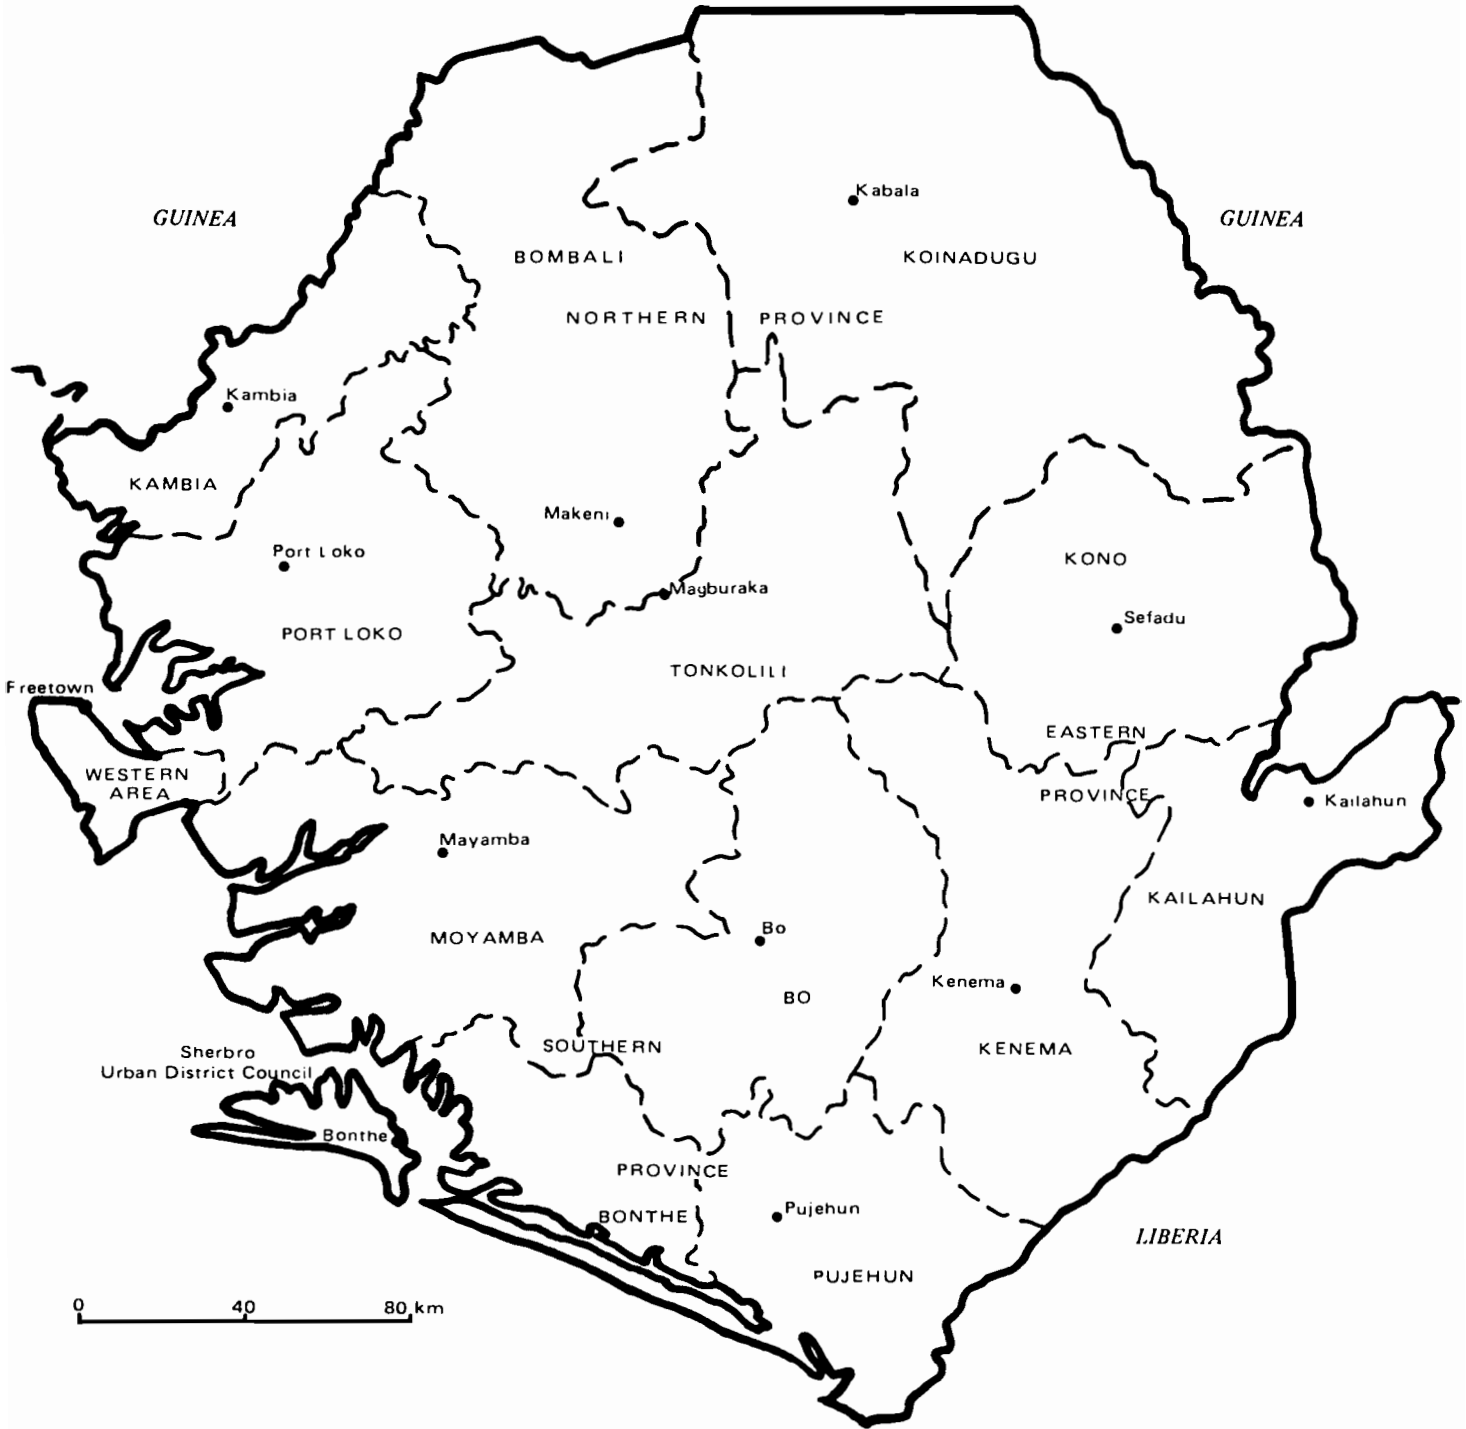 Kabala
GUINEA
GUINEA
BOMBALI
KOINADUGU
NORTHERN PROVINCE
Kambia
KAMBIA
Makeni
Port Loko
KONO
Magburaka
Sefadu
PORT LOKO
TONKOLILI
Freetown
EASTERN
WESTERN
AREA
PROVINCE
Kailahun
Mayamba
KAILAHUN
Bo
MOYAMBA
Kenema
BO
SOUTHERN
KENEMA
Sherbro
Urban District Council
Bonthe
PROVINCE
Pujehun
BONTHE
LIBERIA
PUJEHUN
0 40 80 km